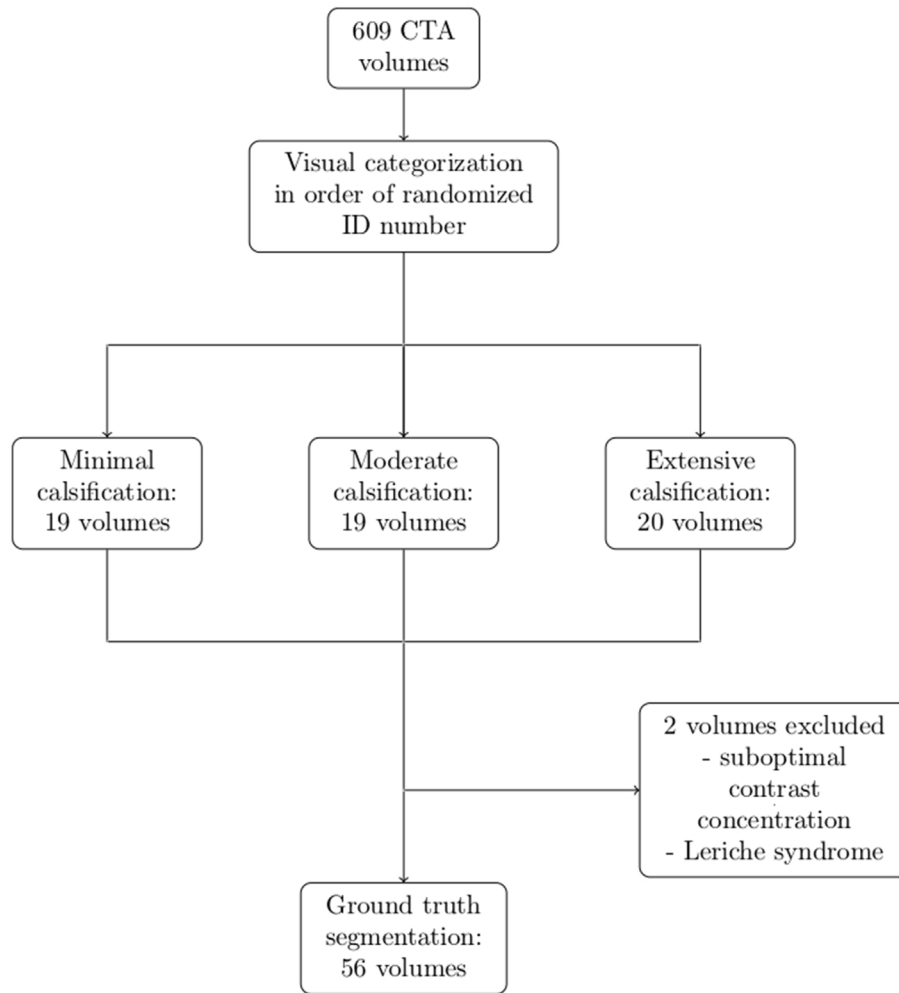 609 CTA
volumes
Visual categorization
in order of randomized
ID number
Minimal
calsification:
19 volumes
Moderate
calsification:
19 volumes
Extensive
calsification:
20 volumes
2 volumes excluded
- suboptimal
contrast
concentration
- Leriche syndrome
Ground truth
segmentation:
56 volumes